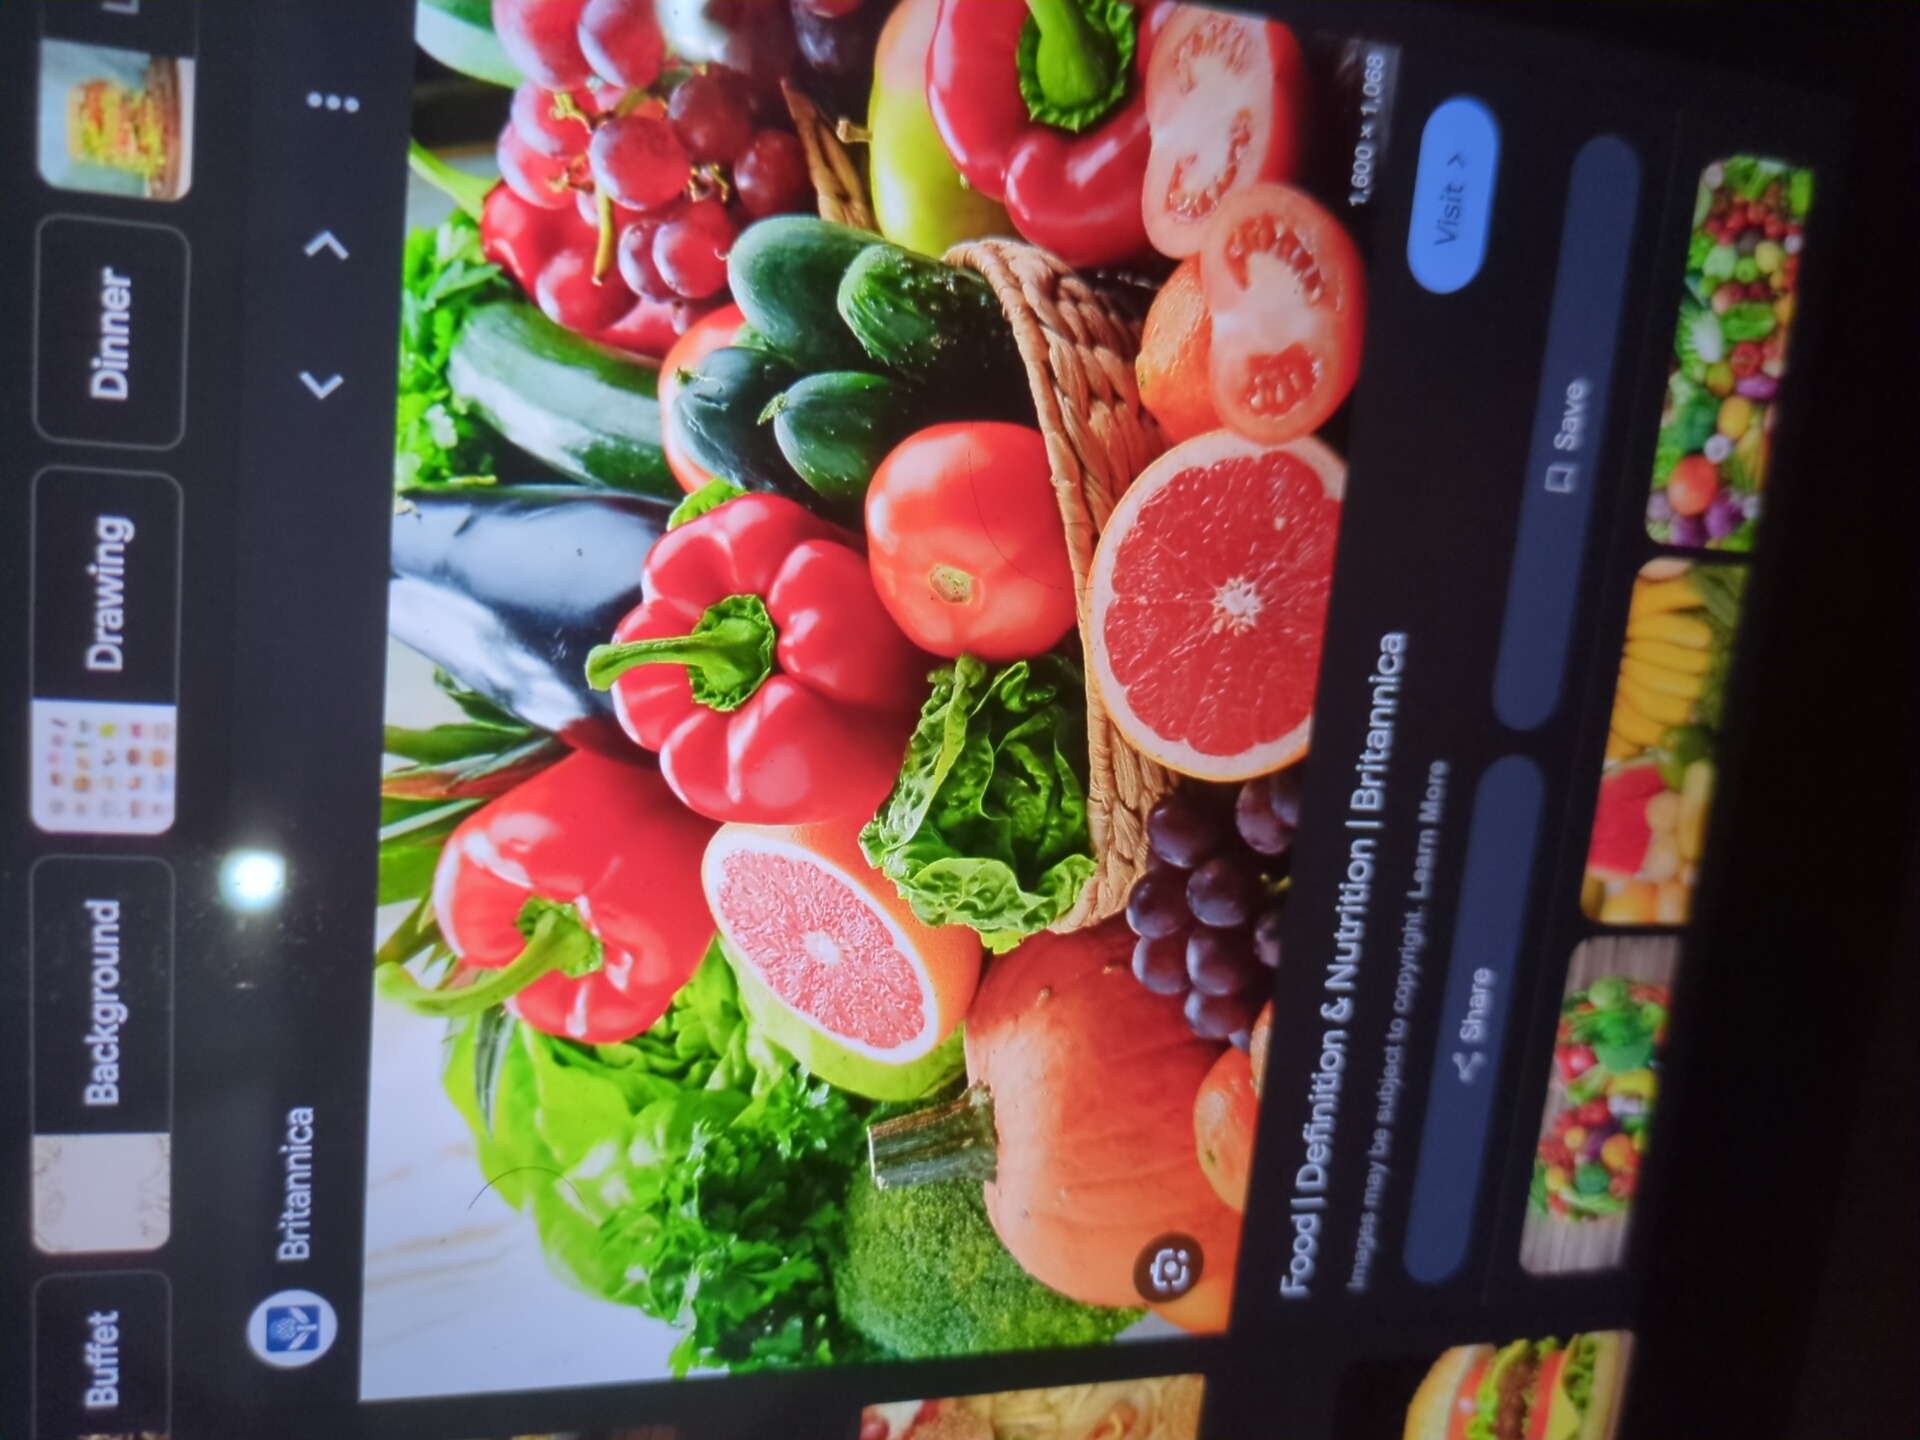 Buffet
Background
Drawing
Dinner
Britannica
Food | Definition & Nutrition | Britannica
1,600 × 1,068
Images may be subject to copyright. Learn More
Visit >
Share
Save